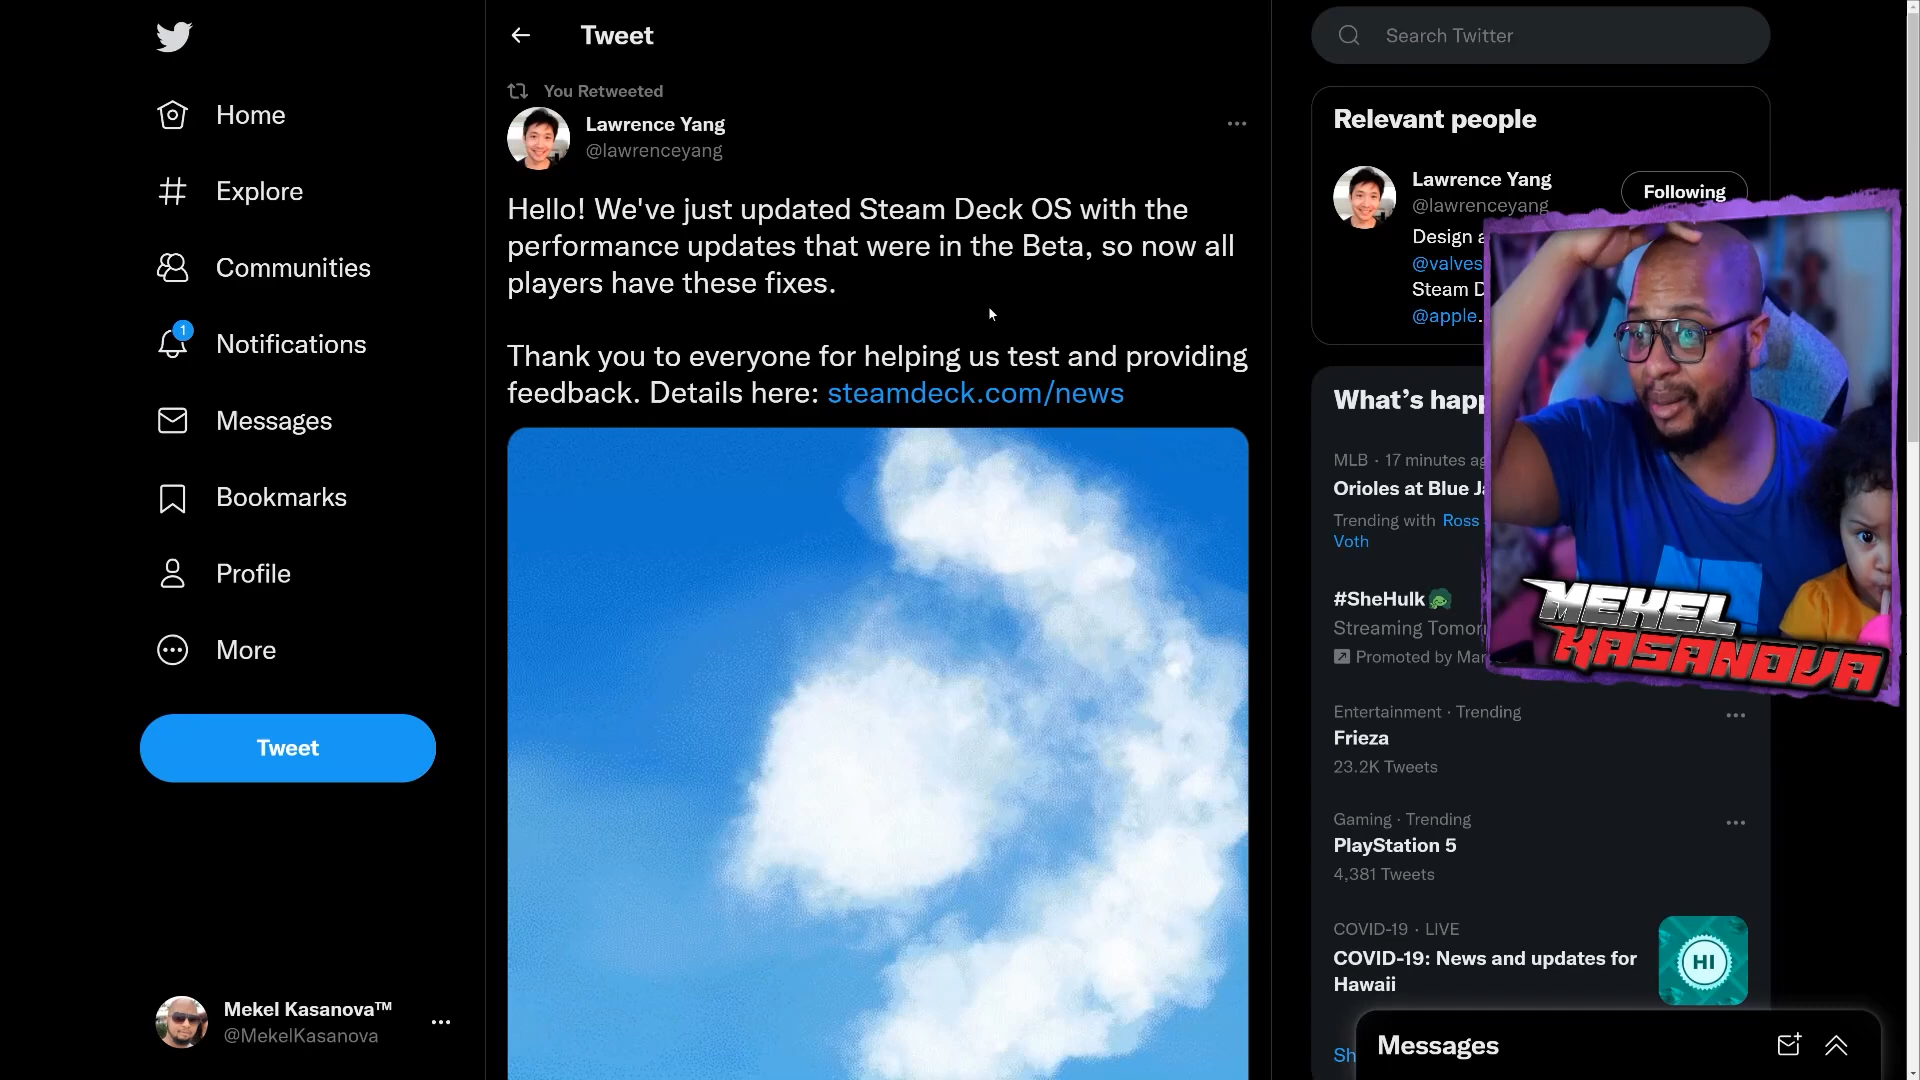 Home
Explore
Communities
1
Notifications
Messages
Bookmarks
Profile
More
Tweet
Mekel Kasanova™
@MekelKasanova
Tweet
You Retweeted
Lawrence Yang
@lawrenceyang
Hello! We've just updated Steam Deck OS with the
performance updates that were in the Beta, so now all
players have these fixes.
Thank you to everyone for helping us test and providing
feedback. Details here: steamdeck.com/news
Search Twitter
Relevant people
Lawrence Yang
@lawrenceyang
Following
Design
@valves
Steam D
@apple.
What's hap
MLB · 17 minutes ag
Orioles at Blue J
Trending with Ross
Voth
#SheHulk
Streaming Tomor
Promoted by Mar
MEKEL
KASANOVA
Entertainment · Trending
Frieza
23.2K Tweets
Gaming · Trending
PlayStation 5
4,381 Tweets
COVID-19 · LIVE
COVID-19: News and updates for
Hawaii
HI
Sh
Messages